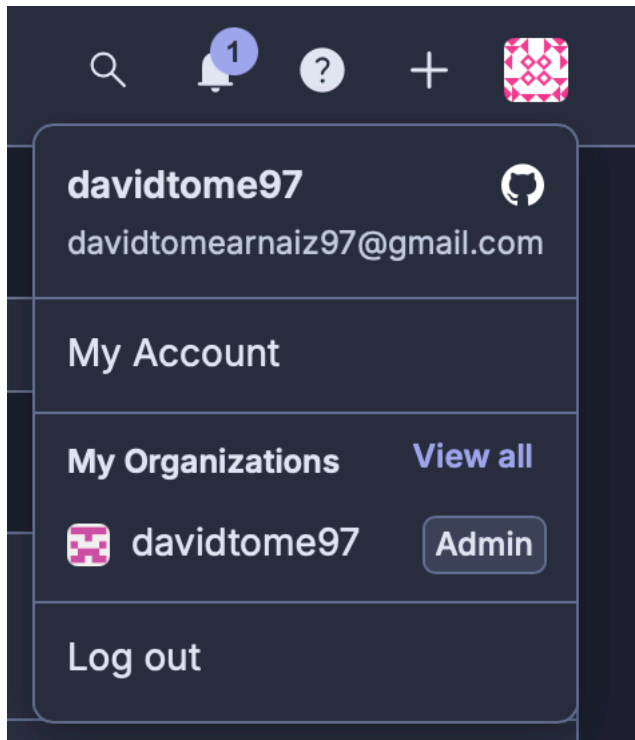 1
?
davidtome97
davidtomearnaiz97@gmail.com
My Account
My Organizations View all
davidtome97 Admin
Log out